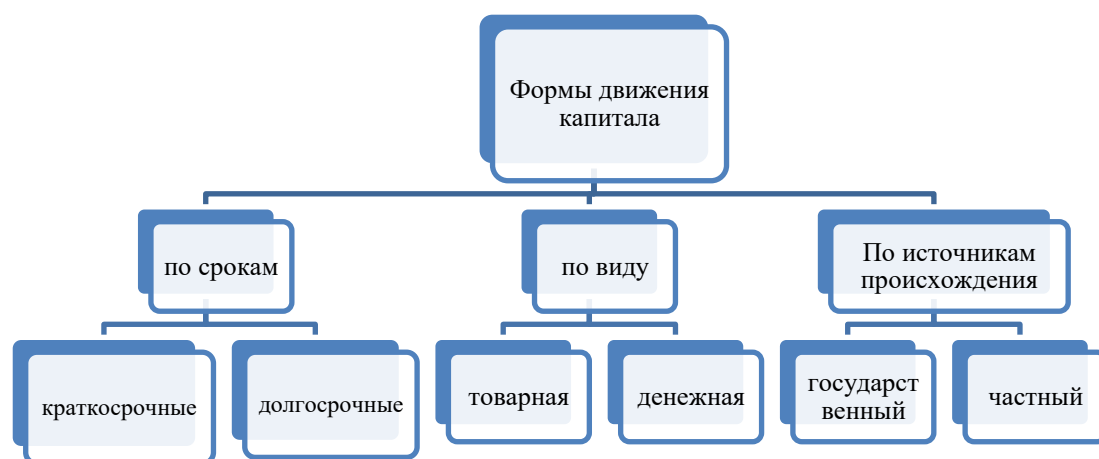 Формы движения
капитала
по срокам
по виду
По источникам
происхождения
краткосрочные
долгосрочные
товарная
денежная
государст
венный
частный